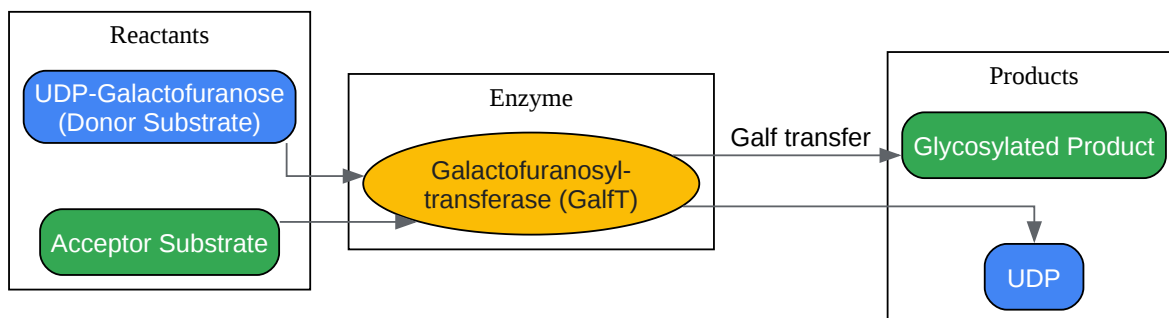 Reactants
UDP-Galactofuranose
(Donor Substrate)
Acceptor Substrate
Enzyme
Galactofuranosyl-
transferase (GalfT)
Galf transfer
Products
Glycosylated Product
UDP